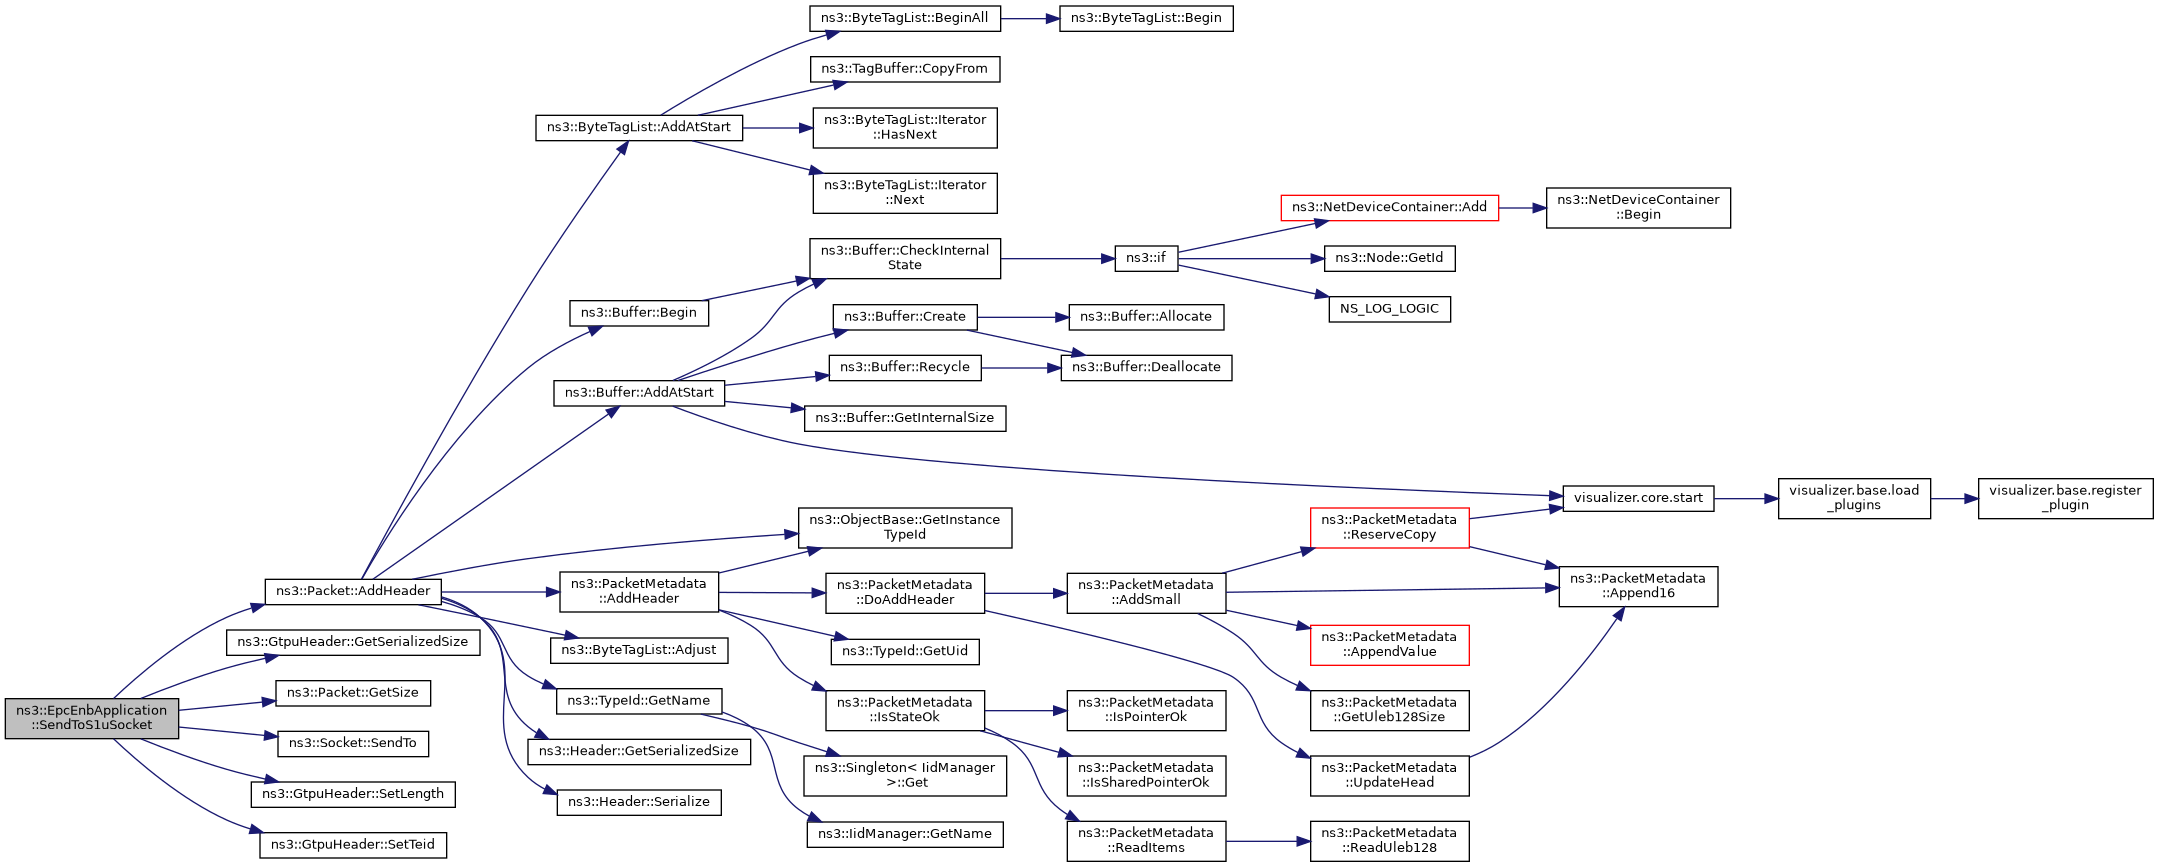 ns3::EpcEnbApplication
::SendToS1uSocket
ns3::Packet::AddHeader
ns3::GtpuHeader::GetSerializedSize
ns3::Packet::GetSize
ns3::Socket::SendTo
ns3::GtpuHeader::SetLength
ns3::GtpuHeader::SetTeid
ns3::ByteTagList::AddAtStart
ns3::Buffer::Begin
ns3::Buffer::AddAtStart
ns3::PacketMetadata
::AddHeader
ns3::ByteTagList::Adjust
ns3::TypeId::GetName
ns3::Header::GetSerializedSize
ns3::Header::Serialize
ns3::ByteTagList::BeginAll
ns3::TagBuffer::CopyFrom
ns3::ByteTagList::Iterator
::HasNext
ns3::ByteTagList::Iterator
::Next
ns3::Buffer::CheckInternal
State
ns3::Buffer::Create
ns3::Buffer::Recycle
ns3::Buffer::GetInternalSize
ns3::ObjectBase::GetInstance
TypeId
ns3::PacketMetadata
::DoAddHeader
ns3::TypeId::GetUid
ns3::PacketMetadata
::IsStateOk
ns3::Singleton< IidManager
>::Get
ns3::IidManager::GetName
ns3::ByteTagList::Begin
ns3::if
ns3::Buffer::Allocate
ns3::Buffer::Deallocate
ns3::PacketMetadata
::AddSmall
ns3::PacketMetadata
::IsPointerOk
ns3::PacketMetadata
::IsSharedPointerOk
ns3::PacketMetadata
::ReadItems
ns3::NetDeviceContainer::Add
ns3::Node::GetId
NS_LOG_LOGIC
ns3::PacketMetadata
::ReserveCopy
ns3::PacketMetadata
::AppendValue
ns3::PacketMetadata
::GetUleb128Size
ns3::PacketMetadata
::UpdateHead
ns3::PacketMetadata
::ReadUleb128
ns3::NetDeviceContainer
::Begin
visualizer.core.start
ns3::PacketMetadata
::Append16
visualizer.base.load
_plugins
visualizer.base.register
_plugin